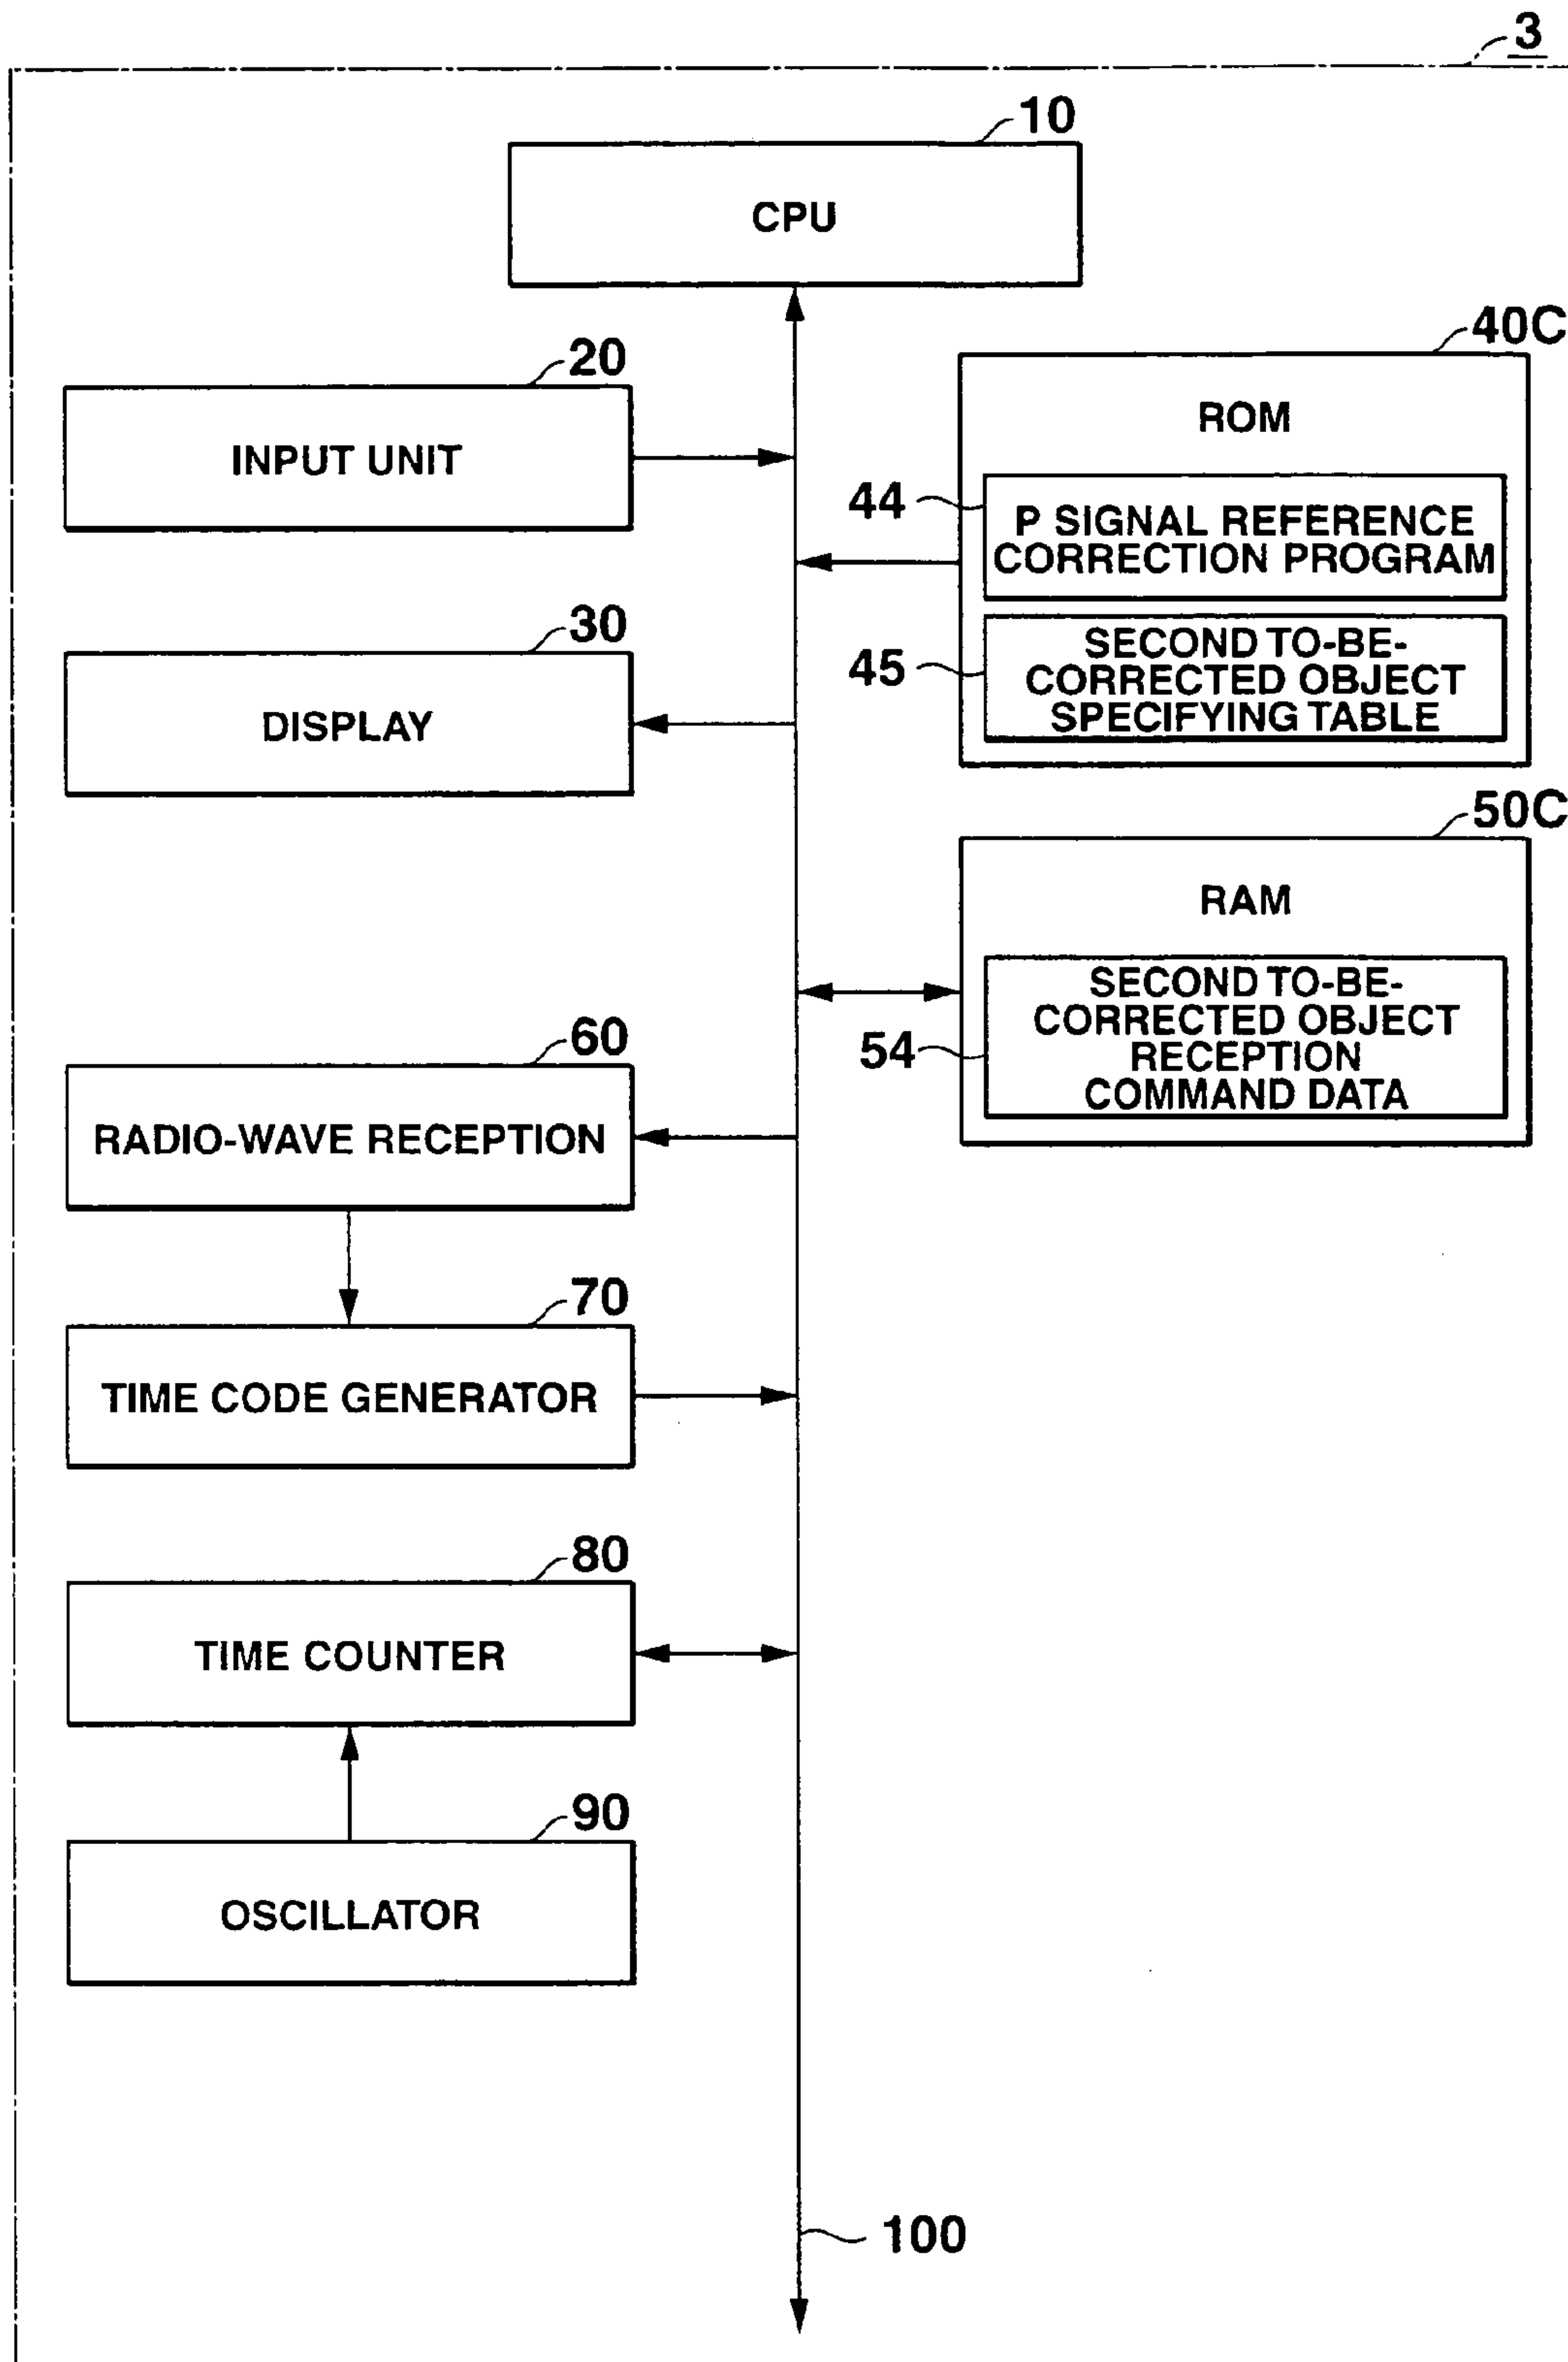 3
10
CPU
20
INPUT UNIT
40C
ROM
44
P SIGNAL REFERENCE
CORRECTION PROGRAM
45
SECOND TO-BE-
CORRECTED OBJECT
SPECIFYING TABLE
30
DISPLAY
50C
RAM
54
SECOND TO-BE-
CORRECTED OBJECT
RECEPTION
COMMAND DATA
60
RADIO-WAVE RECEPTION
70
TIME CODE GENERATOR
80
TIME COUNTER
90
OSCILLATOR
100